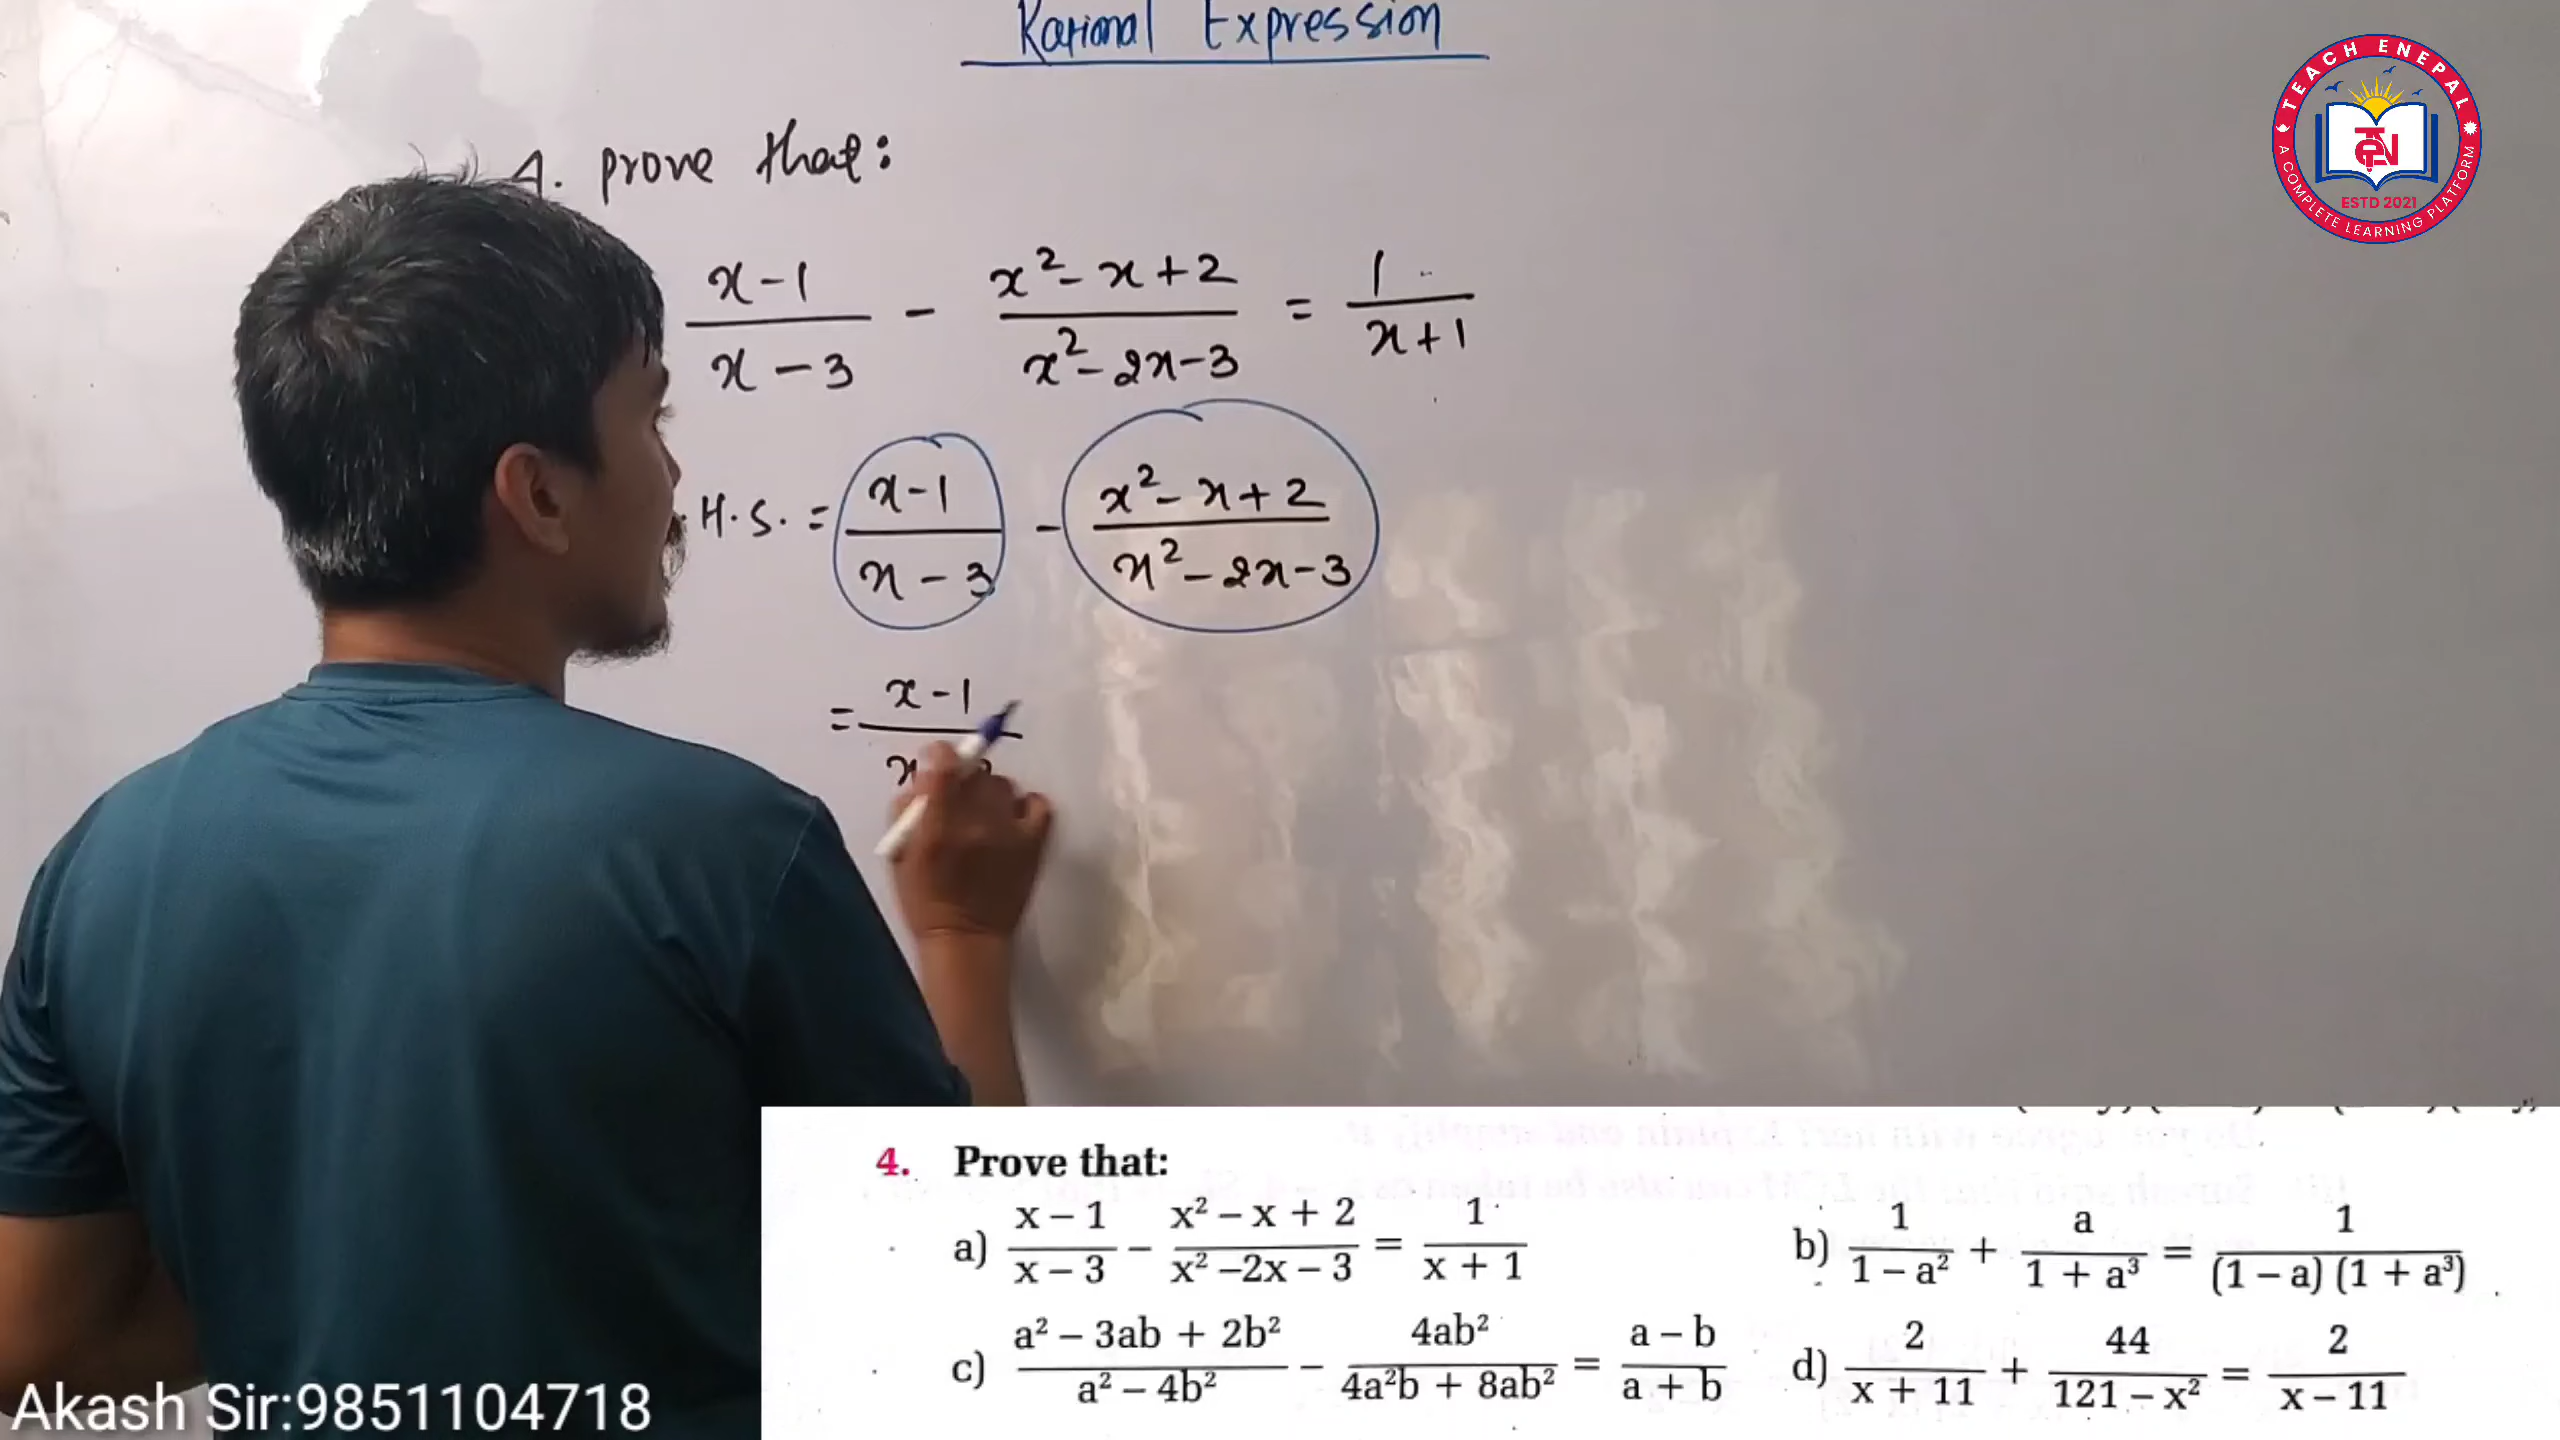 Rational Expression
TEACH ENEPAL
A COMPLETE LEARNING PLATFORM
TEN
ESTD 2021
4. prove that:
x-1 / x-3 - x²-x+2 / x²-2x-3 = 1 / x+1
.H.S. = x-1 / x-3 - x²-x+2 / x²-2x-3
= x-1 /
4. Prove that:
a) x – 1 / x – 3 – x² – x + 2 / x² –2x – 3 = 1 / x + 1
b) 1 / 1 – a² + a / 1 + a³ = 1 / (1 – a) (1 + a³)
c) a² – 3ab + 2b² / a² – 4b² – 4ab² / 4a²b + 8ab² = a – b / a + b
d) 2 / x + 11 + 44 / 121 – x² = 2 / x – 11
Akash Sir:9851104718